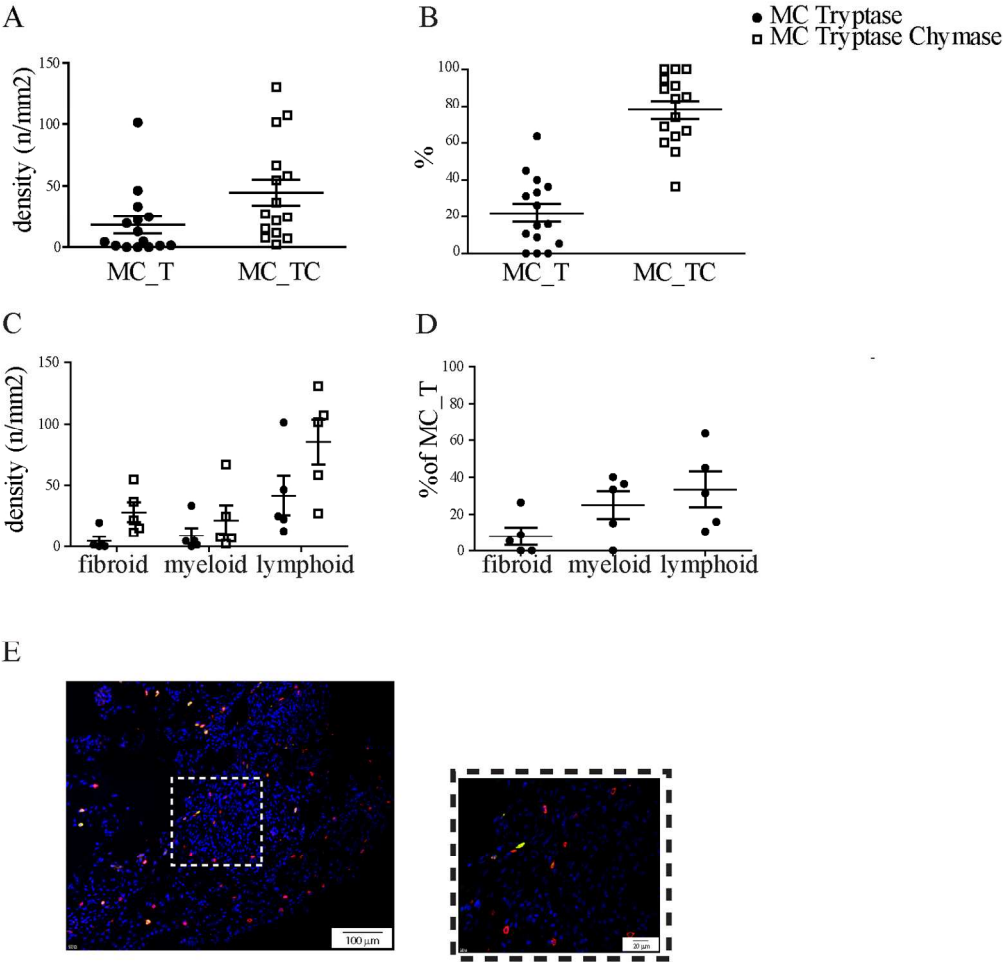 A
B
MC Tryptase
MC Tryptase Chymase
density (n/mm2)
150
100
50
0
MC_T
MC_TC
%
100
80
60
40
20
0
MC_T
MC_TC
C
D
density (n/mm2)
150
100
50
0
fibroid
myeloid
lymphoid
%of MC_T
100
80
60
40
20
0
fibroid
myeloid
lymphoid
E
100 µm
20 µm